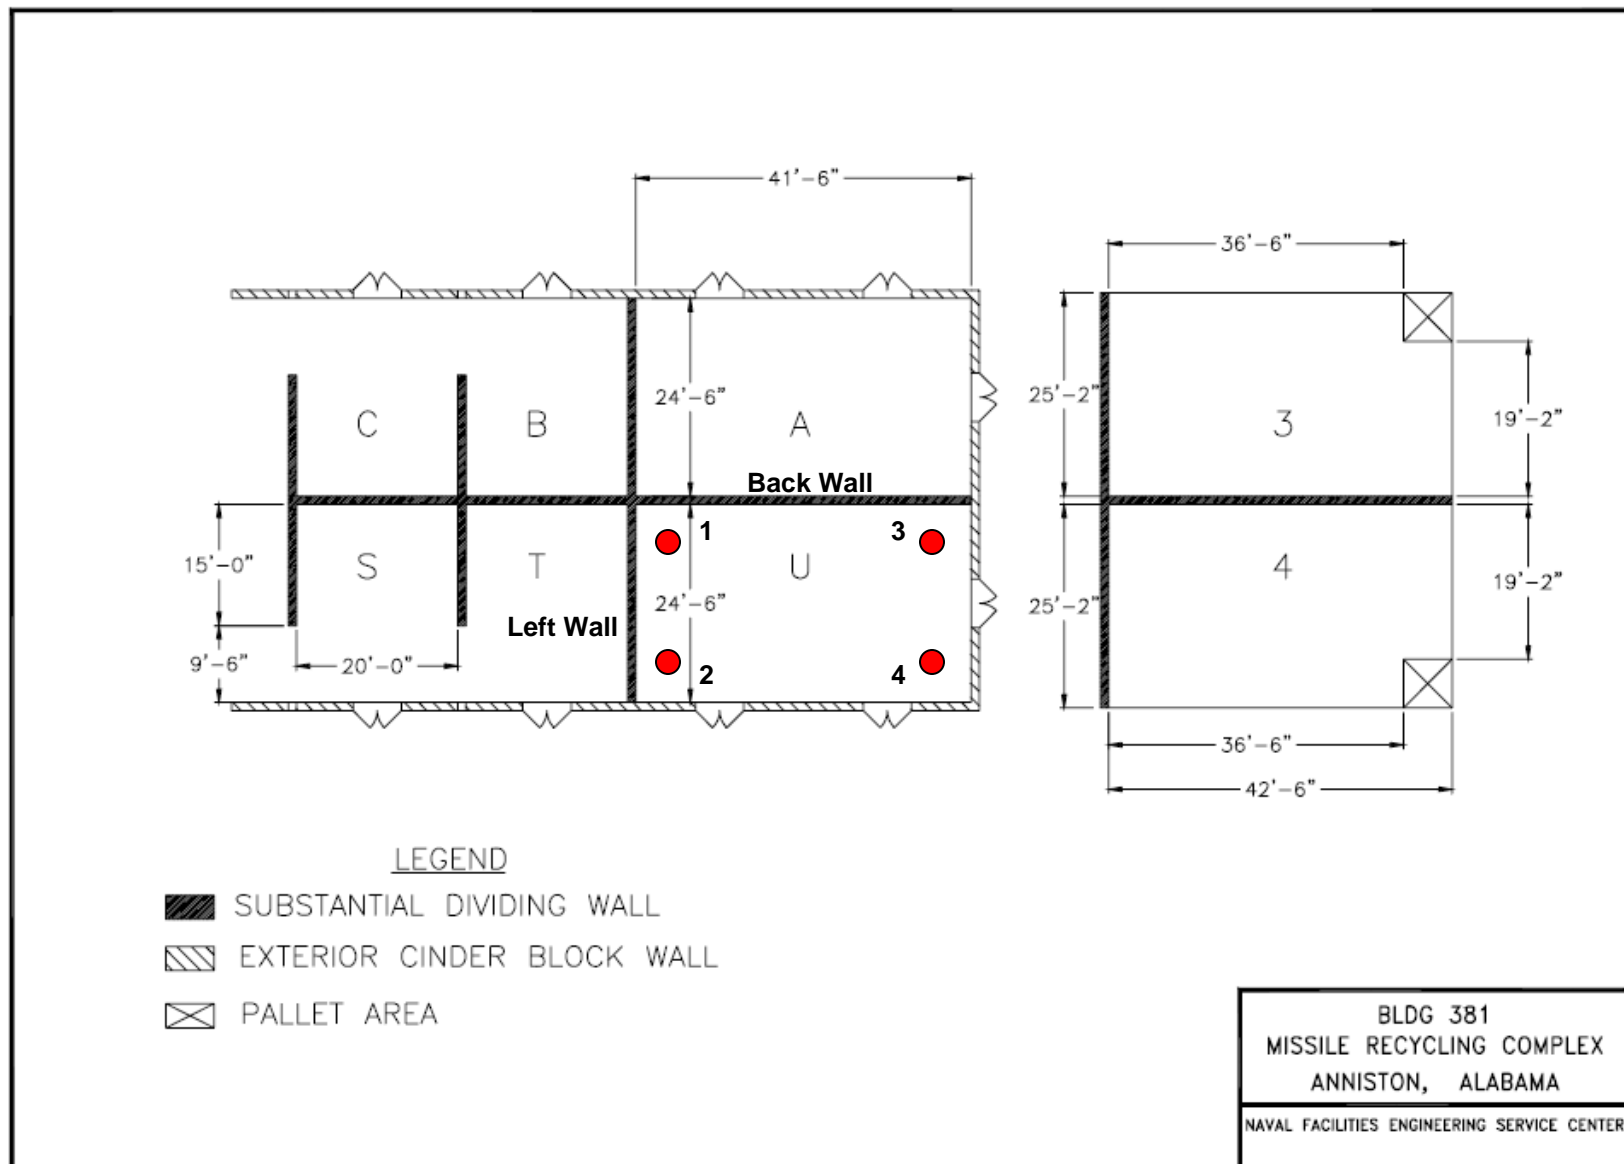 41'-6"
36'-6"
24'-6"
25'-2"
19'-2"
C
B
A
3
Back Wall
1
3
15'-0"
S
T
U
4
24'-6"
25'-2"
19'-2"
Left Wall
9'-6"
20'-0"
2
4
36'-6"
42'-6"
LEGEND
SUBSTANTIAL DIVIDING WALL
EXTERIOR CINDER BLOCK WALL
PALLET AREA
BLDG 381
MISSILE RECYCLING COMPLEX
ANNISTON, ALABAMA
NAVAL FACILITIES ENGINEERING SERVICE CENTER